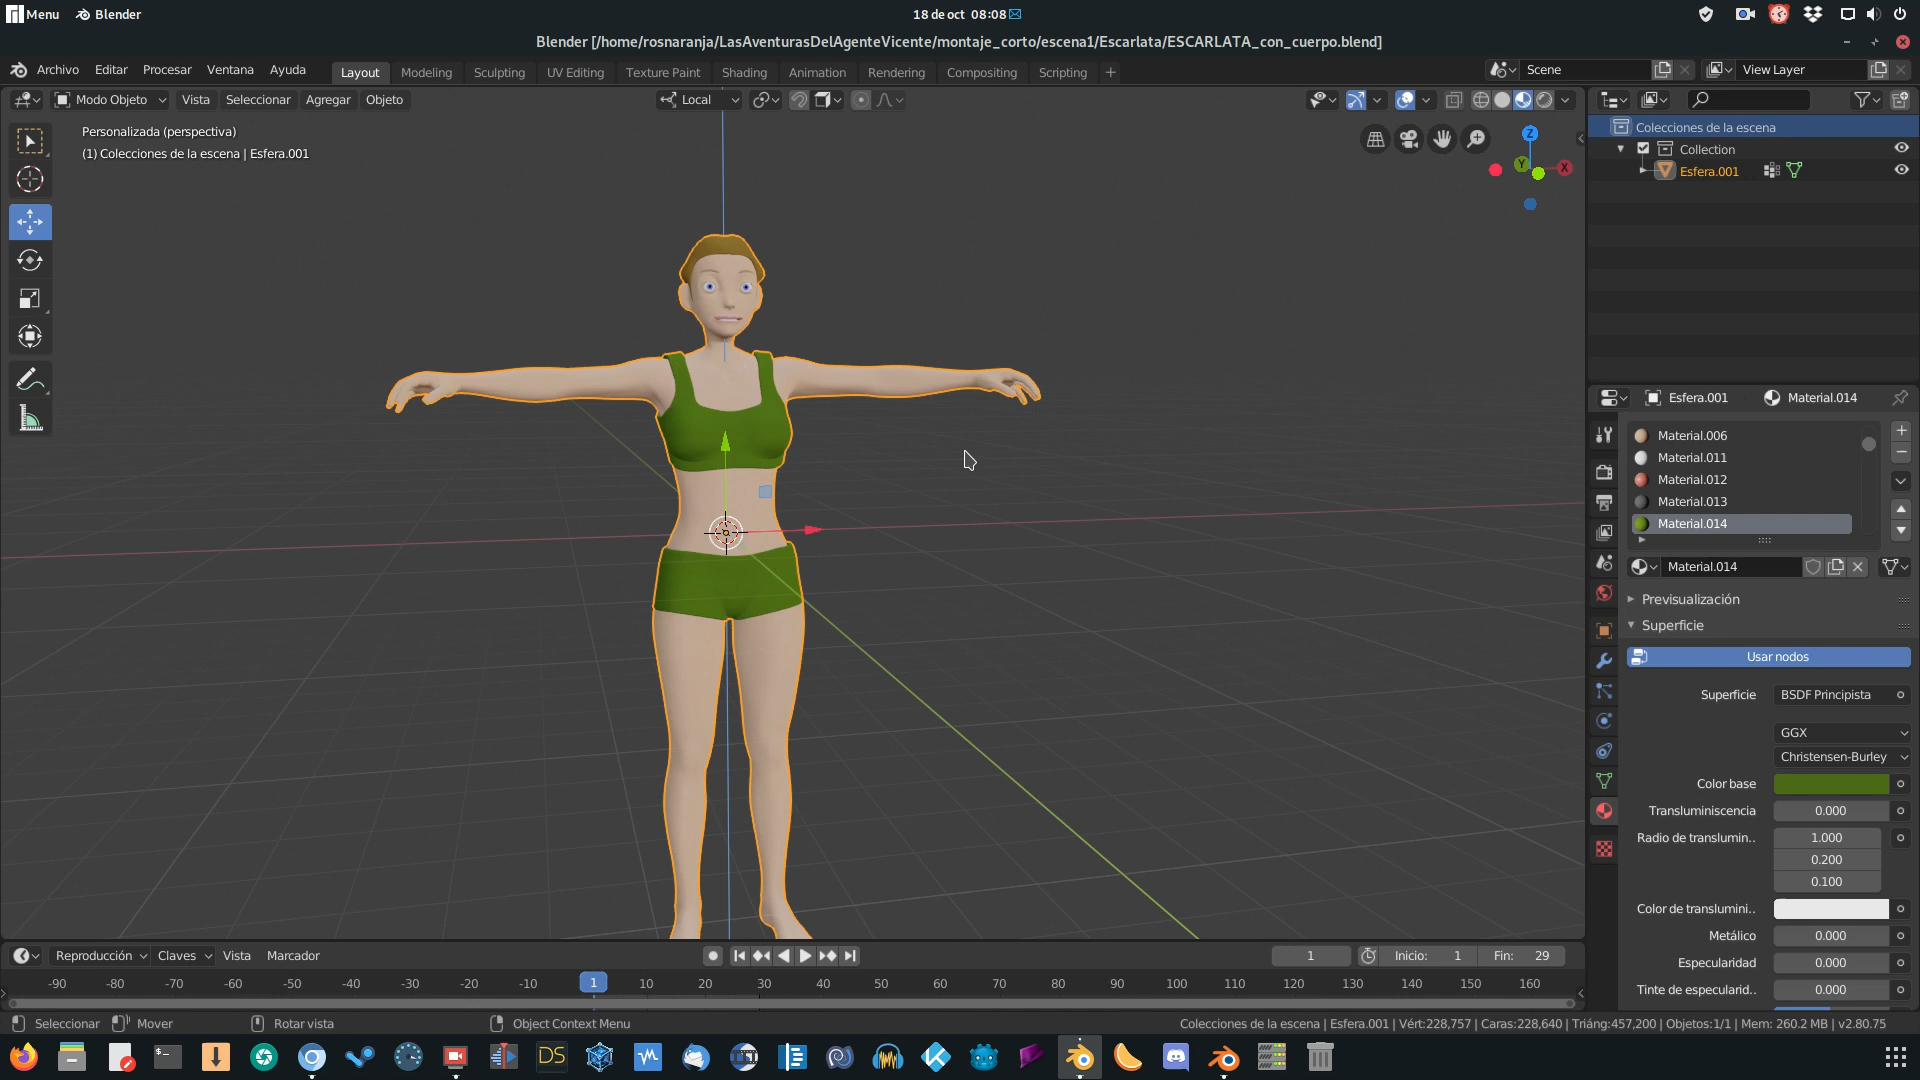 Menu Blender 18 de oct 08:08
Blender [/home/rosnaranja/LasAventurasDelAgenteVicente/montaje_corto/escena1/Escarlata/ESCARLATA_con_cuerpo.blend]
Archivo Editar Procesar Ventana Ayuda Layout Modeling Sculpting UV Editing Texture Paint Shading Animation Rendering Compositing Scripting + Scene View Layer
Modo Objeto Vista Seleccionar Agregar Objeto Local
Personalizada (perspectiva)
(1) Colecciones de la escena | Esfera.001
Z
Y X
Colecciones de la escena
Collection
Esfera.001
Esfera.001 Material.014
Material.006
Material.011
Material.012
Material.013
Material.014
Material.014
Previsualización
Superficie
Usar nodos
Superficie BSDF Principista
GGX
Christensen-Burley
Color base
Transluminiscencia 0.000
Radio de translumin.. 1.000
0.200
0.100
Color de translumini..
Metálico 0.000
Especularidad 0.000
Tinte de especularid.. 0.000
Reproducción Claves Vista Marcador 1 Inicio: 1 Fin: 29
-90 -80 -70 -60 -50 -40 -30 -20 -10 1 10 20 30 40 50 60 70 80 90 100 110 120 130 140 150 160
Seleccionar Mover Rotar vista Object Context Menu Colecciones de la escena | Esfera.001 | Vért:228,757 | Caras:228,640 | Triáng:457,200 | Objetos:1/1 | Mem: 260.2 MB | v2.80.75
DS